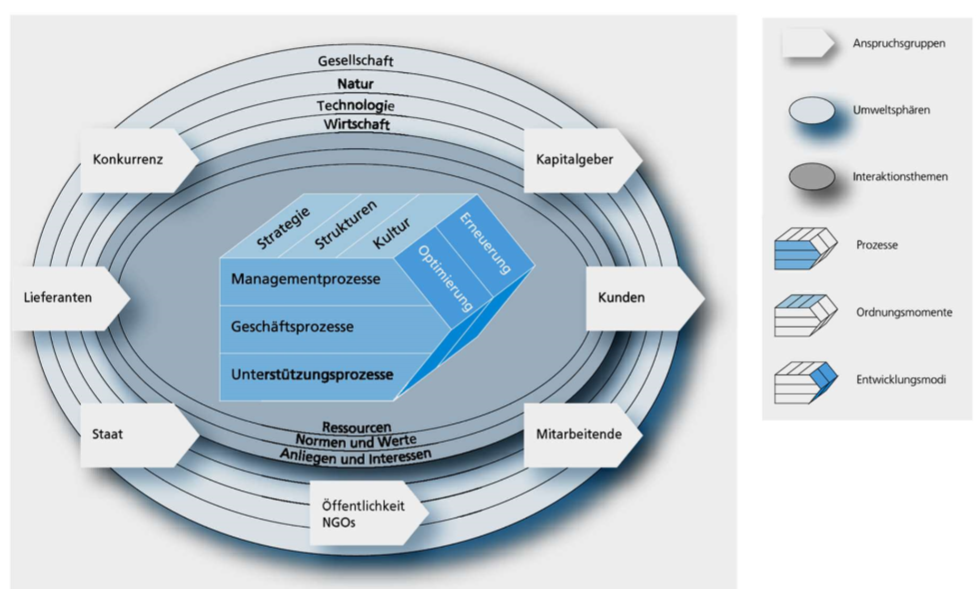 Gesellschaft
Natur
Technologie
Wirtschaft
Konkurrenz
Kapitalgeber
Strategie
Strukturen
Kultur
Erneuerung
Optimierung
Managementprozesse
Geschäftsprozesse
Unterstützungsprozesse
Lieferanten
Kunden
Ressourcen
Normen und Werte
Anliegen und Interessen
Staat
Mitarbeitende
Öffentlichkeit
NGOs
Anspruchsgruppen
Umweltsphären
Interaktionsthemen
Prozesse
Ordnungsmomente
Entwicklungsmodi